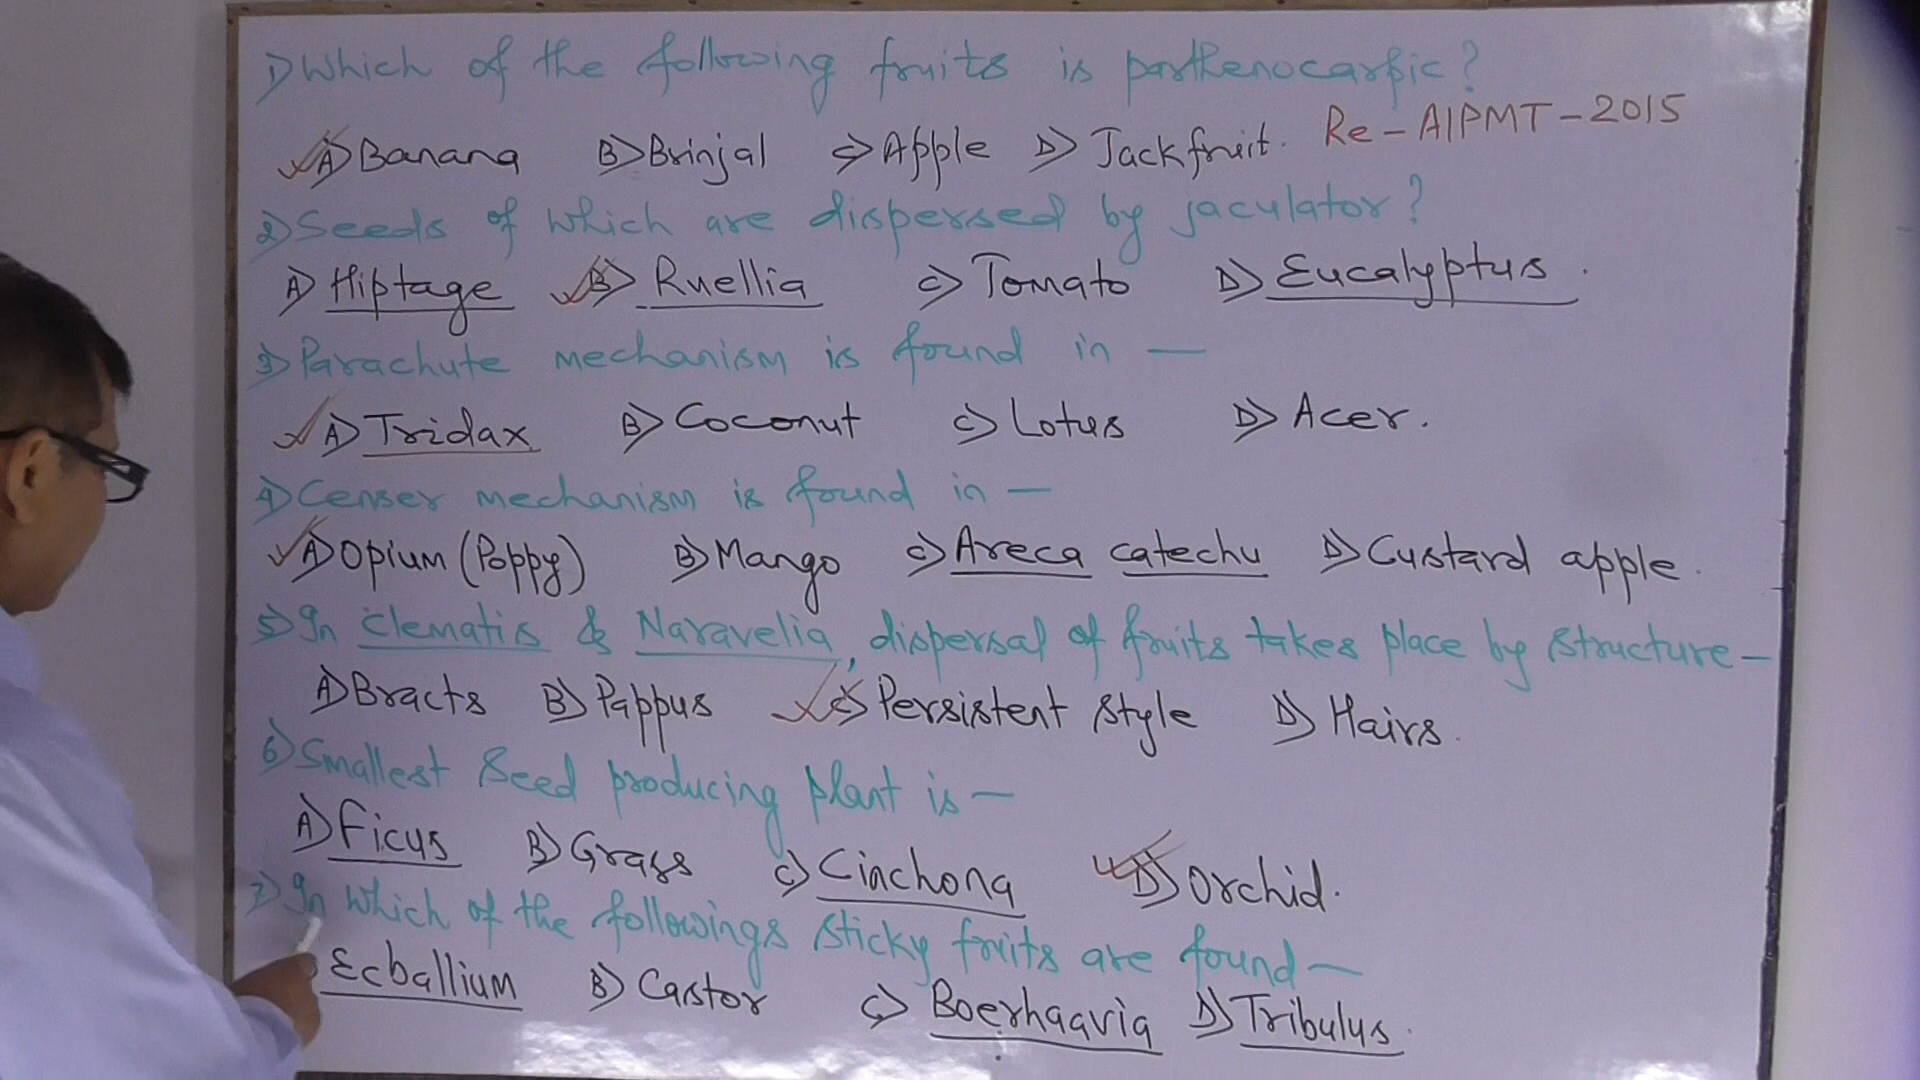 1) Which of the following fruits is parthenocarpic?
A) Banana B) Brinjal C) Apple D) Jackfruit. Re-AIPMT-2015
2) Seeds of which are dispersed by jaculator?
A) Hiptage B) Ruellia C) Tomato D) Eucalyptus.
3) Parachute mechanism is found in —
A) Tridax B) Coconut C) Lotus D) Acer.
4) Censer mechanism is found in —
A) Opium (Poppy) B) Mango C) Areca catechu D) Custard apple.
5) In Clematis & Naravelia, dispersal of fruits takes place by structure —
A) Bracts B) Pappus C) Persistent style D) Hairs.
6) Smallest seed producing plant is —
A) Ficus B) Grass C) Cinchona D) Orchid.
7) In which of the followings sticky fruits are found —
Ecballium B) Castor C) Boerhaavia D) Tribulus.